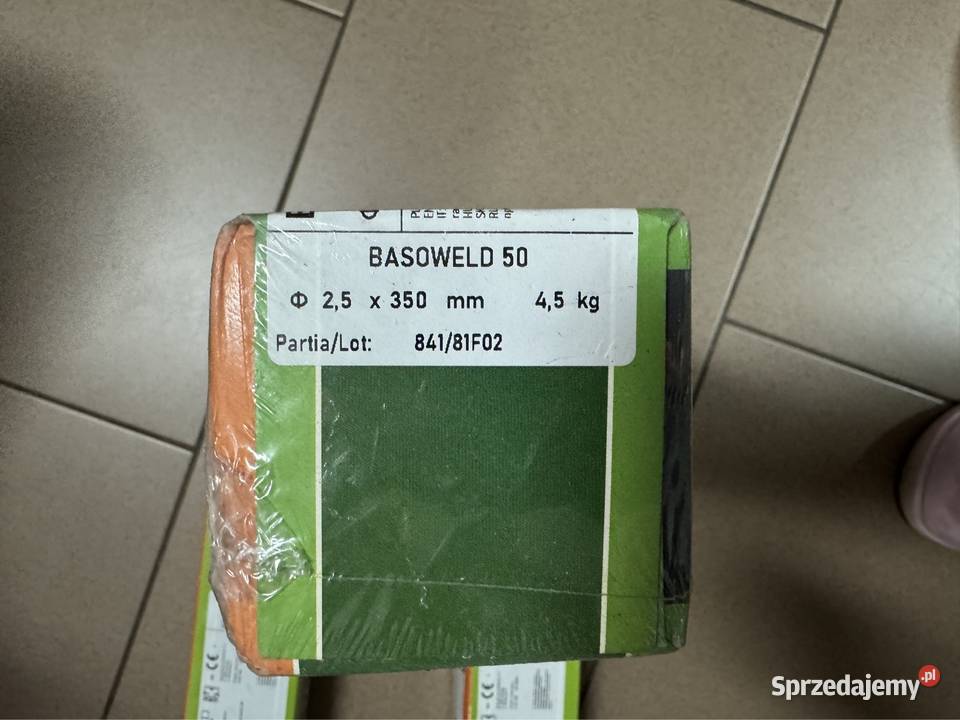 BASOWELD 50
Φ 2,5 x 350 mm 4,5 kg
Partia/Lot: 841/81F02
Sprzedajemy.pl